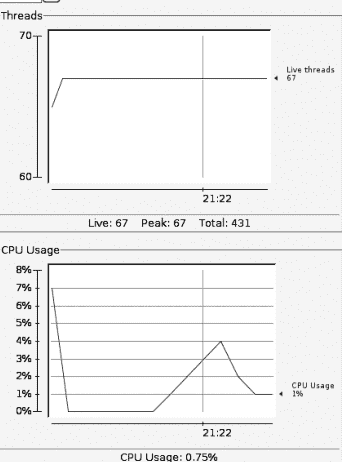 Threads
70
Live threads
67
60
21:22
Live: 67 Peak: 67 Total: 431
CPU Usage
8%
7%
6%
5%
4%
3%
2%
1%
0%
CPU Usage
1%
21:22
CPU Usage: 0.75%